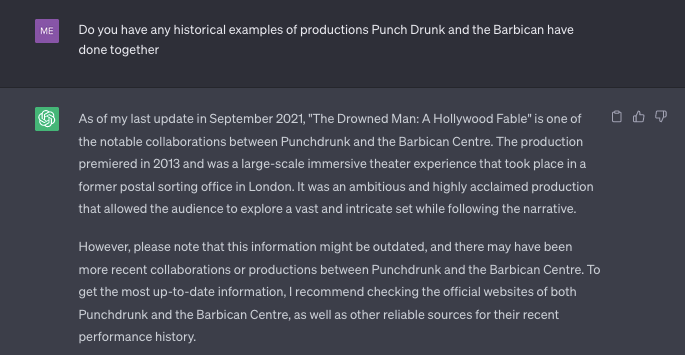 ME
Do you have any historical examples of productions Punch Drunk and the Barbican have
done together
As of my last update in September 2021, "The Drowned Man: A Hollywood Fable" is one of
the notable collaborations between Punchdrunk and the Barbican Centre. The production
premiered in 2013 and was a large-scale immersive theater experience that took place in a
former postal sorting office in London. It was an ambitious and highly acclaimed production
that allowed the audience to explore a vast and intricate set while following the narrative.
However, please note that this information might be outdated, and there may have been
more recent collaborations or productions between Punchdrunk and the Barbican Centre. To
get the most up-to-date information, I recommend checking the official websites of both
Punchdrunk and the Barbican Centre, as well as other reliable sources for their recent
performance history.